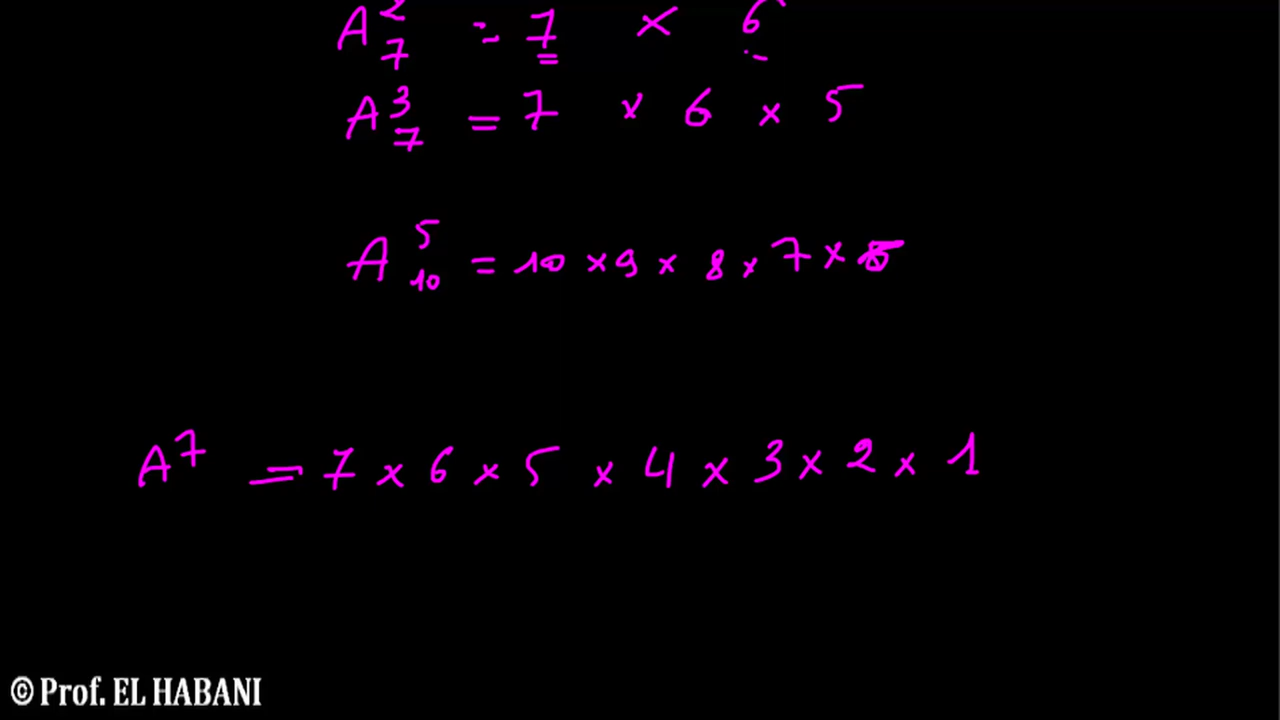 A²₇ = 7 × 6
A³₇ = 7 × 6 × 5
A⁵₁₀ = 10 × 9 × 8 × 7 ×
A⁷ = 7 × 6 × 5 × 4 × 3 × 2 × 1
© Prof. EL HABANI